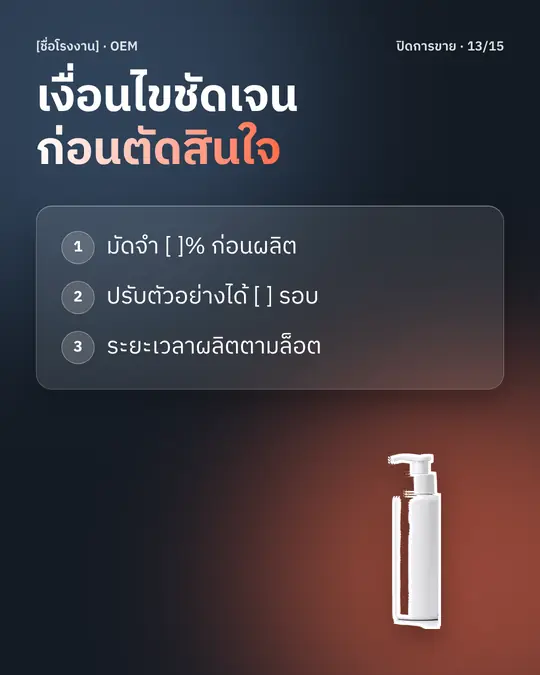 [ชื่อโรงงาน] · OEM
ปิดการขาย · 13/15
เงื่อนไขชัดเจน
ก่อนตัดสินใจ
1 มัดจำ [ ]% ก่อนผลิต
2 ปรับตัวอย่างได้ [ ] รอบ
3 ระยะเวลาผลิตตามล็อต